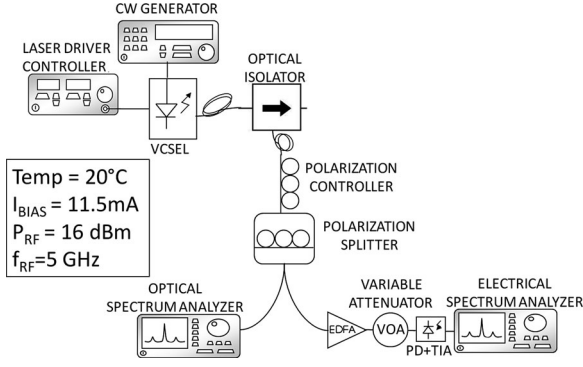 CW GENERATOR
LASER DRIVER
CONTROLLER
OPTICAL
ISOLATOR
VCSEL
POLARIZATION
CONTROLLER
Temp = 20°C
IBIAS = 11.5mA
PRF = 16 dBm
fRF=5 GHz
POLARIZATION
SPLITTER
OPTICAL
SPECTRUM ANALYZER
VARIABLE
ATTENUATOR
ELECTRICAL
SPECTRUM ANALYZER
EDFA
VOA
PD+TIA